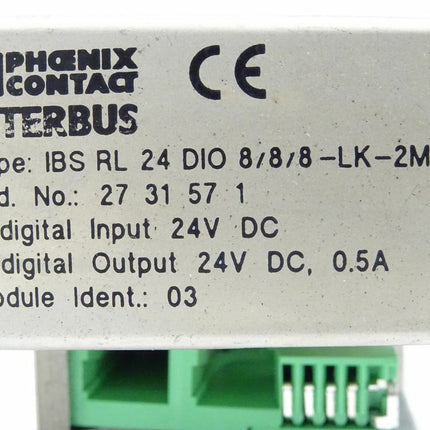 PHŒNIX
CONTACT
CE
TERBUS
pe: IBS RL 24 DIO 8/8/8-LK-2M
d. No.: 27 31 57 1
digital Input 24V DC
digital Output 24V DC, 0.5A
odule Ident.: 03